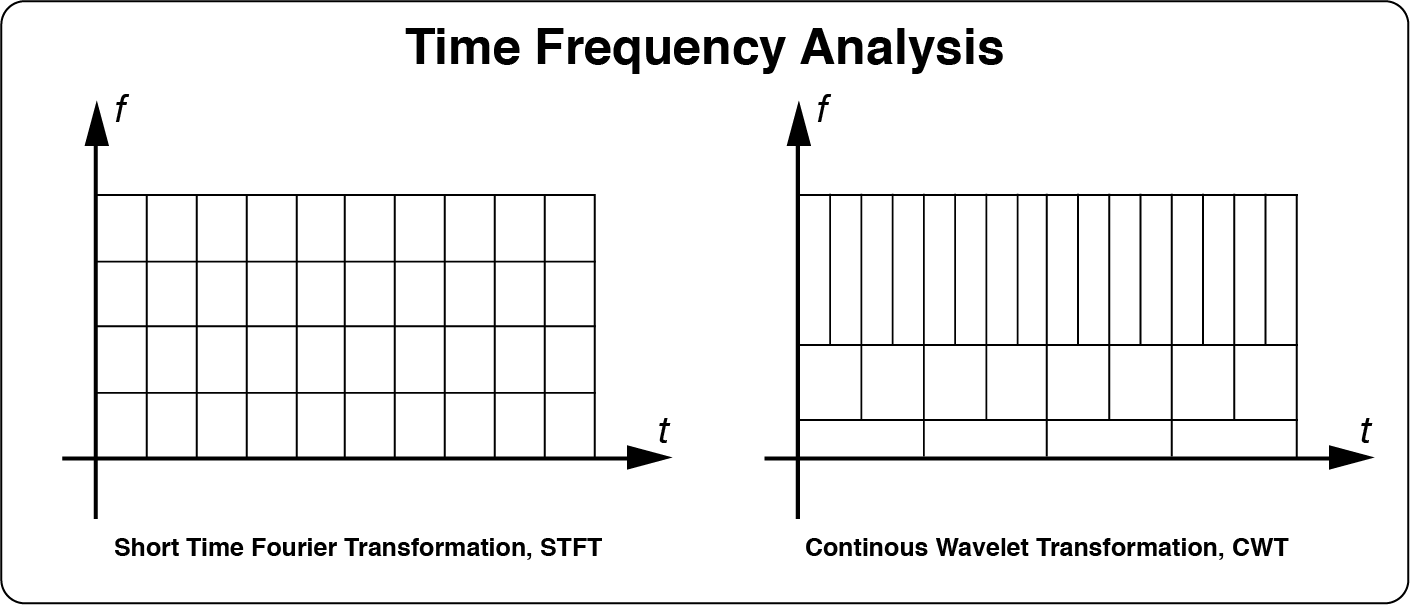 Time Frequency Analysis
f
t
Short Time Fourier Transformation, STFT
f
t
Continous Wavelet Transformation, CWT